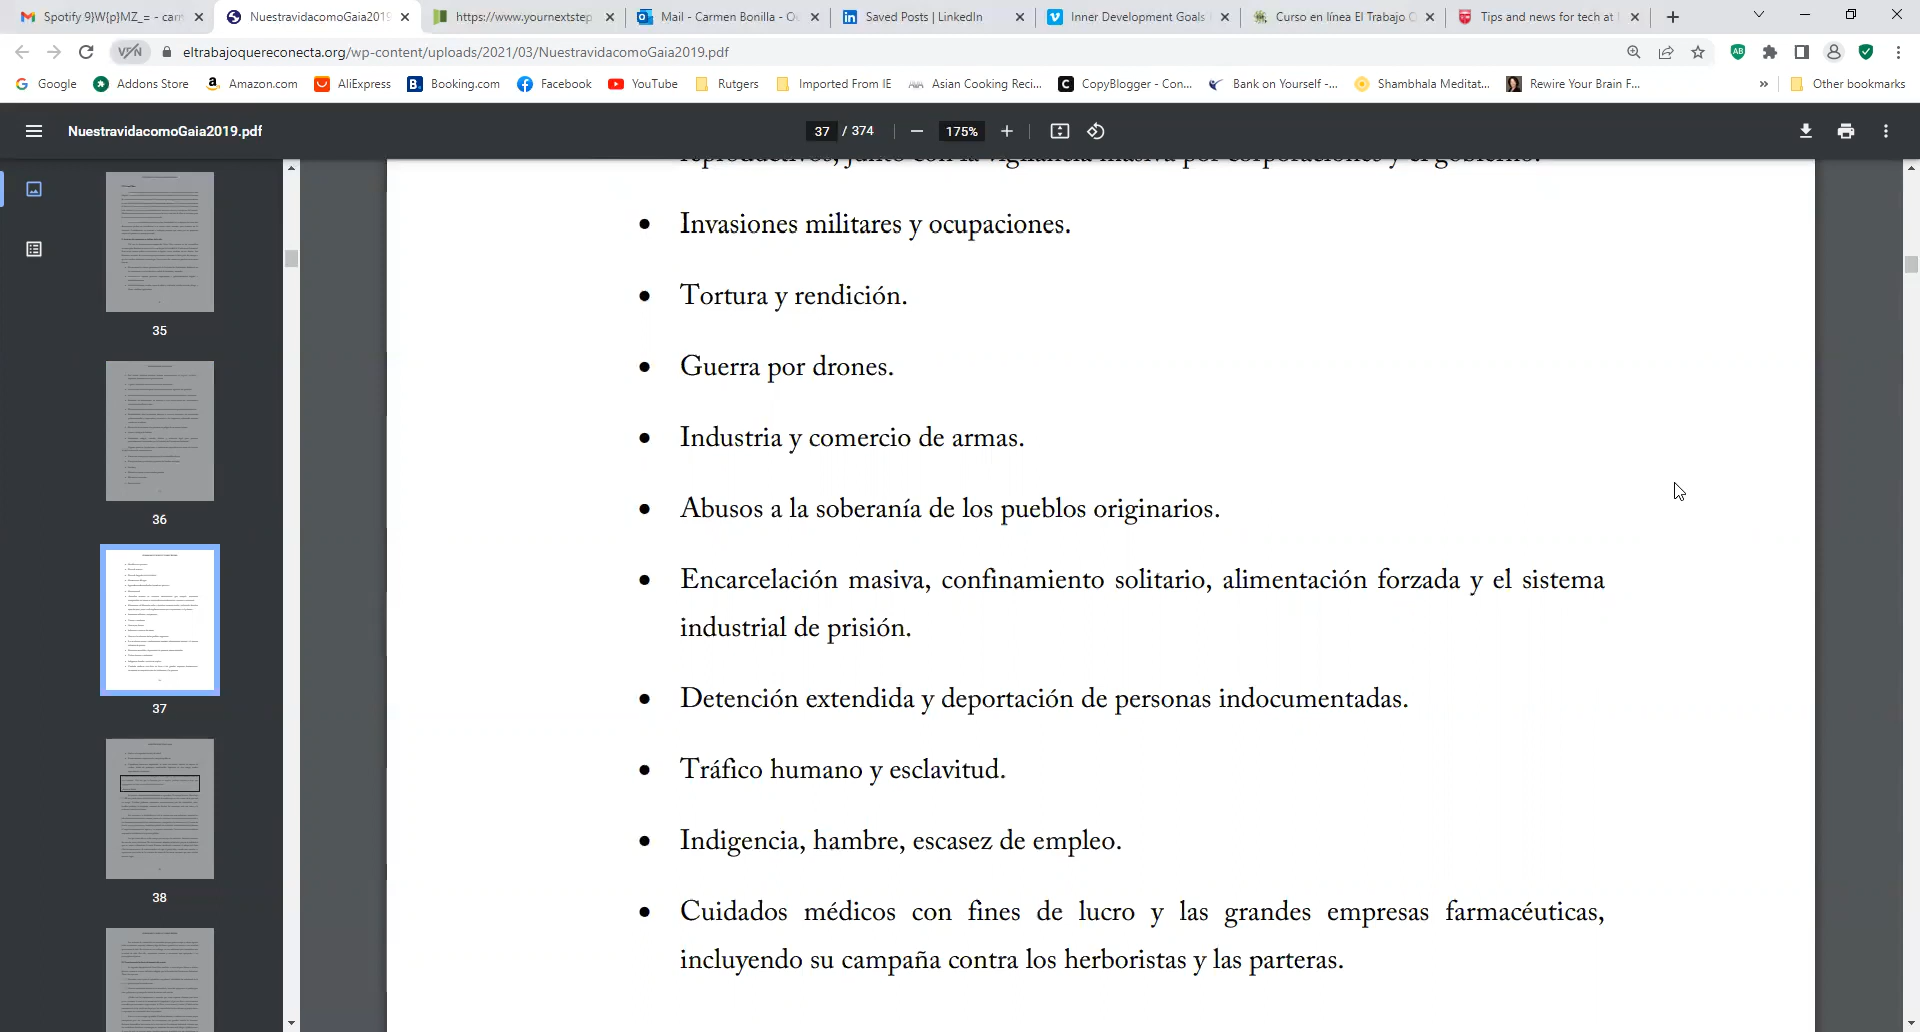 Spotify 9}W{p}MZ_= - can
NuestravidacomoGaia2019
https://www.yournextstep
Mail - Carmen Bonilla - O
Saved Posts | LinkedIn
Inner Development Goals
Curso en línea El Trabajo
Tips and news for tech at
VPN
eltrabajoquereconecta.org/wp-content/uploads/2021/03/NuestravidacomoGaia2019.pdf
Google
Addons Store
Amazon.com
AliExpress
Booking.com
Facebook
YouTube
Rutgers
Imported From IE
Asian Cooking Reci...
CopyBlogger - Con...
Bank on Yourself -...
Shambhala Meditat...
Rewire Your Brain F...
»
Other bookmarks
NuestravidacomoGaia2019.pdf
37 / 374
175%
35
36
37
38
reproductivos, junto con la vigilancia masiva por corporaciones y el gobierno.
• Invasiones militares y ocupaciones.
• Tortura y rendición.
• Guerra por drones.
• Industria y comercio de armas.
• Abusos a la soberanía de los pueblos originarios.
• Encarcelación masiva, confinamiento solitario, alimentación forzada y el sistema
industrial de prisión.
• Detención extendida y deportación de personas indocumentadas.
• Tráfico humano y esclavitud.
• Indigencia, hambre, escasez de empleo.
• Cuidados médicos con fines de lucro y las grandes empresas farmacéuticas,
incluyendo su campaña contra los herboristas y las parteras.